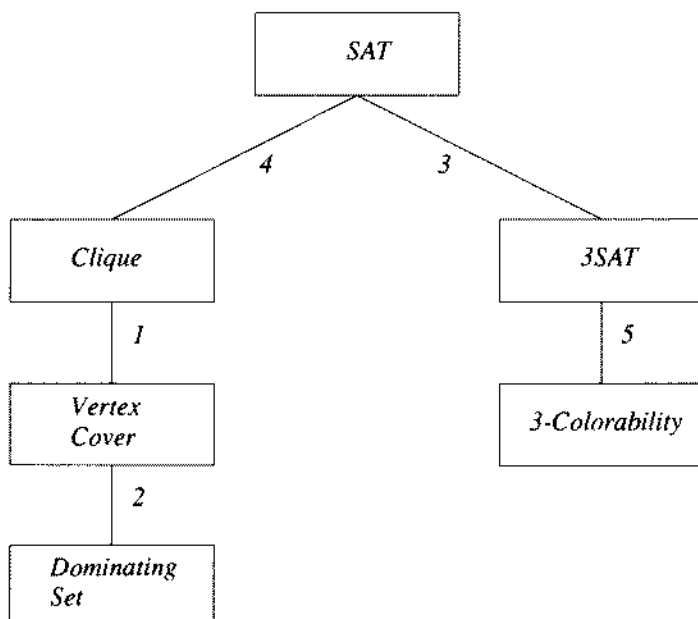 SAT
4
3
Clique
3SAT
1
5
Vertex
Cover
3-Colorability
2
Dominating
Set